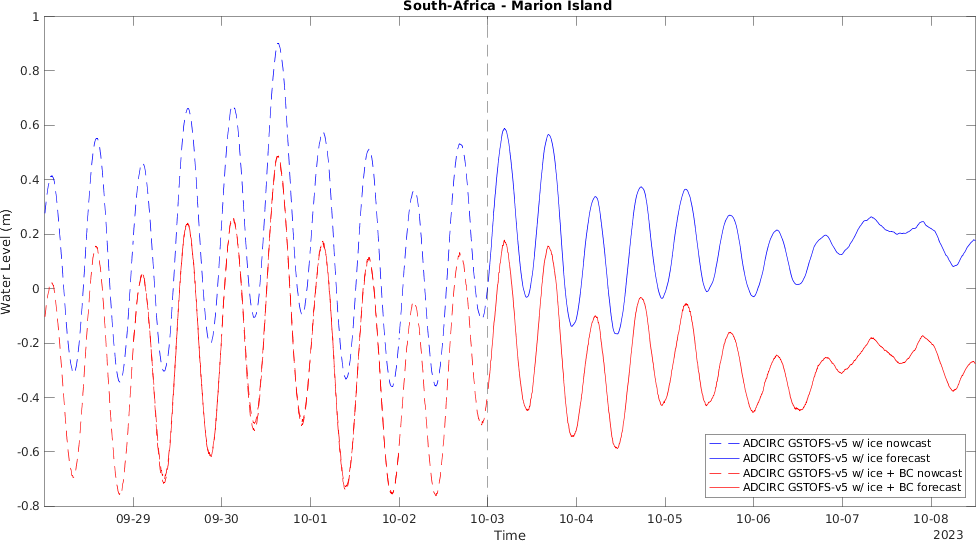 South-Africa - Marion Island
1
0.8
0.6
0.4
0.2
0
-0.2
-0.4
-0.6
-0.8
Water Level (m)
09-29 09-30 10-01 10-02 10-03 10-04 10-05 10-06 10-07 10-08
Time
2023
ADCIRC GSTOFS-v5 w/ ice nowcast
ADCIRC GSTOFS-v5 w/ ice forecast
ADCIRC GSTOFS-v5 w/ ice + BC nowcast
ADCIRC GSTOFS-v5 w/ ice + BC forecast